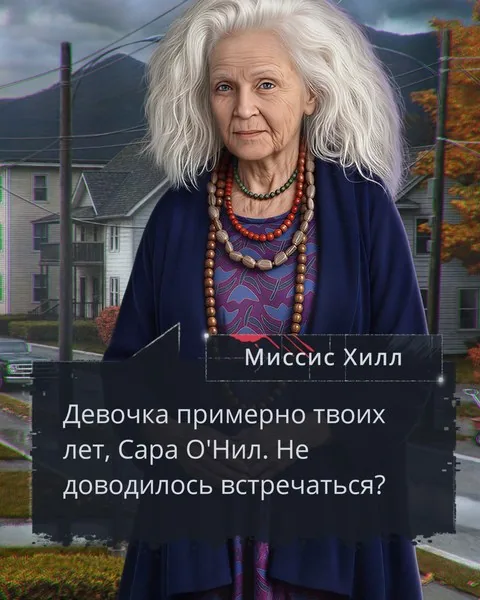 Миссис Хилл
Девочка примерно твоих
лет, Сара О'Нил. Не
доводилось встречаться?